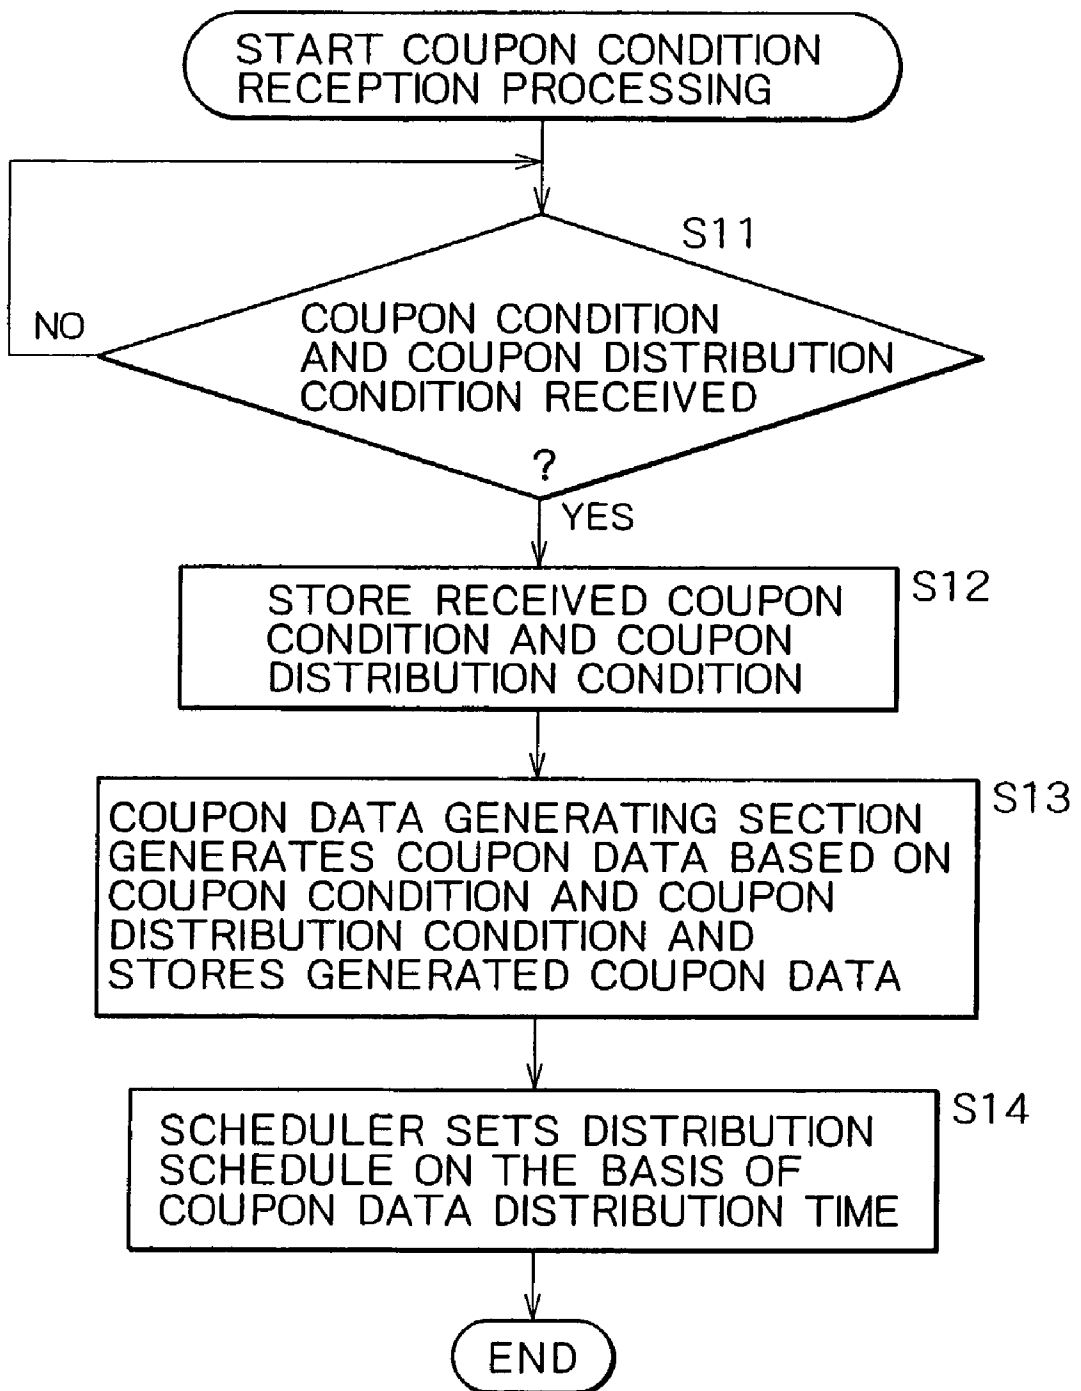 START COUPON CONDITION
RECEPTION PROCESSING
S11
NO
COUPON CONDITION
AND COUPON DISTRIBUTION
CONDITION RECEIVED
?
YES
S12
STORE RECEIVED COUPON
CONDITION AND COUPON
DISTRIBUTION CONDITION
S13
COUPON DATA GENERATING SECTION
GENERATES COUPON DATA BASED ON
COUPON CONDITION AND COUPON
DISTRIBUTION CONDITION AND
STORES GENERATED COUPON DATA
S14
SCHEDULER SETS DISTRIBUTION
SCHEDULE ON THE BASIS OF
COUPON DATA DISTRIBUTION TIME
END